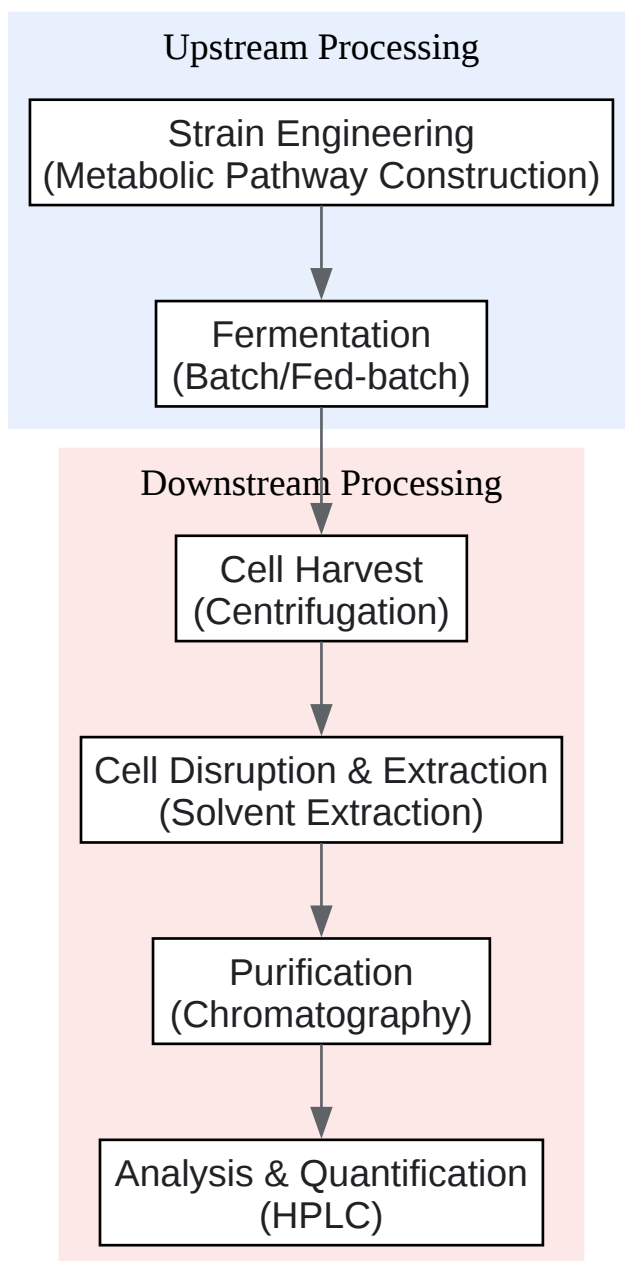 Upstream Processing
Strain Engineering
(Metabolic Pathway Construction)
Fermentation
(Batch/Fed-batch)
Downstream Processing
Cell Harvest
(Centrifugation)
Cell Disruption & Extraction
(Solvent Extraction)
Purification
(Chromatography)
Analysis & Quantification
(HPLC)